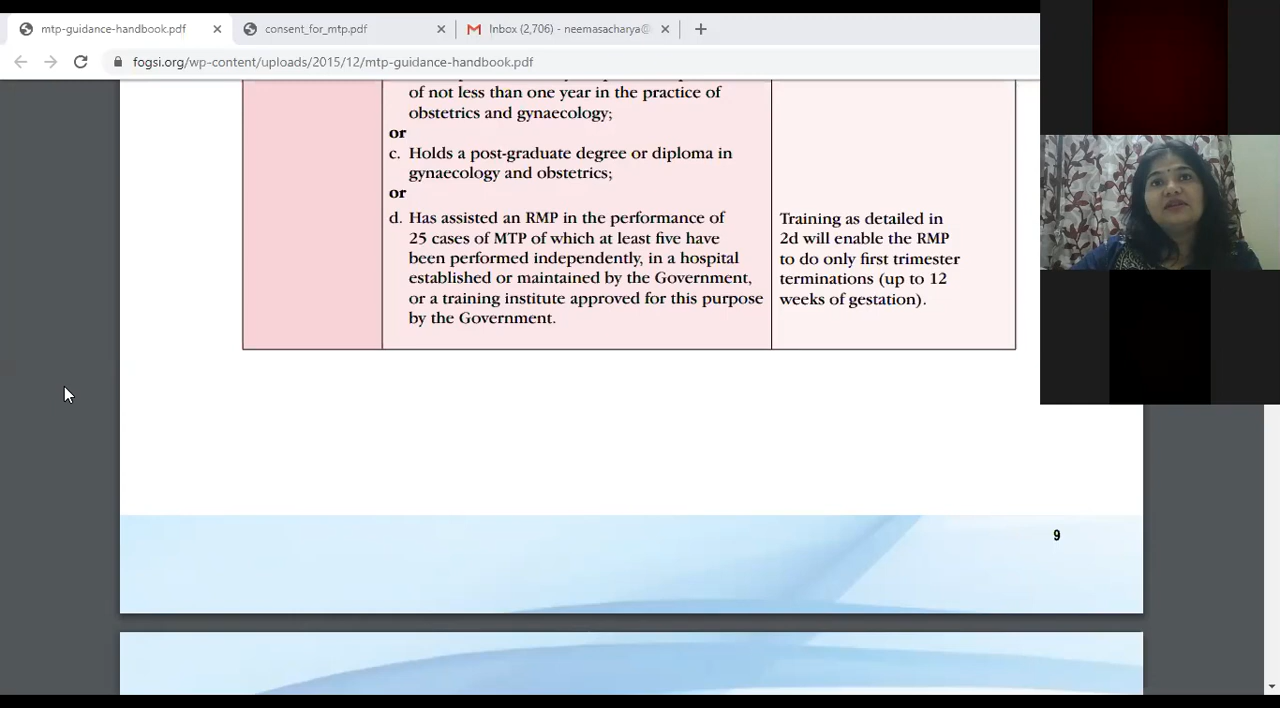 mtp-guidance-handbook.pdf
consent_for_mtp.pdf
Inbox (2,706) - neemasacharya@
fogsi.org/wp-content/uploads/2015/12/mtp-guidance-handbook.pdf
of not less than one year in the practice of
obstetrics and gynaecology;
or
c. Holds a post-graduate degree or diploma in
gynaecology and obstetrics;
or
d. Has assisted an RMP in the performance of
25 cases of MTP of which at least five have
been performed independently, in a hospital
established or maintained by the Government,
or a training institute approved for this purpose
by the Government.
Training as detailed in
2d will enable the RMP
to do only first trimester
terminations (up to 12
weeks of gestation).
9